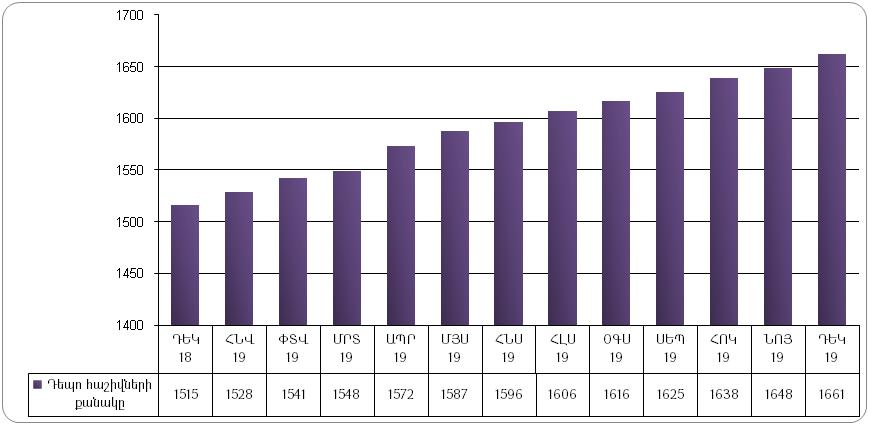 1700
1650
1600
1550
1500
1450
1400
ԴԵԿ ՀՆՎ ՓՏՎ ՄՐՏ ԱՊՐ ՄՅՍ ՀՆՍ ՀԼՍ ՕԳՍ ՍԵՊ ՀՈԿ ՆՈՅ ԴԵԿ
18 19 19 19 19 19 19 19 19 19 19 19 19
Դեպո հաշիվների
քանակը
1515 1528 1541 1548 1572 1587 1596 1606 1616 1625 1638 1648 1661